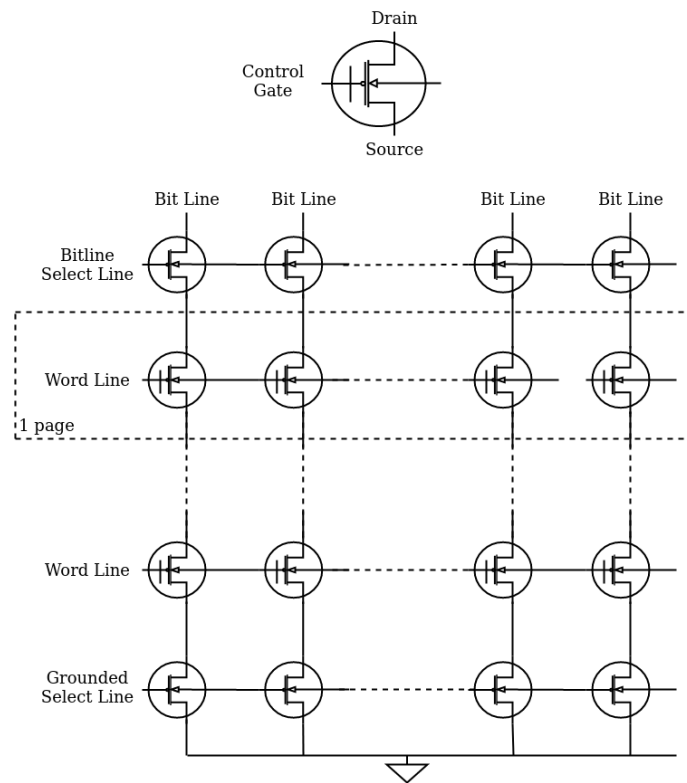 Drain
Control
Gate
Source
Bit Line
Bit Line
Bit Line
Bit Line
Bitline
Select Line
Word Line
1 page
Word Line
Grounded
Select Line